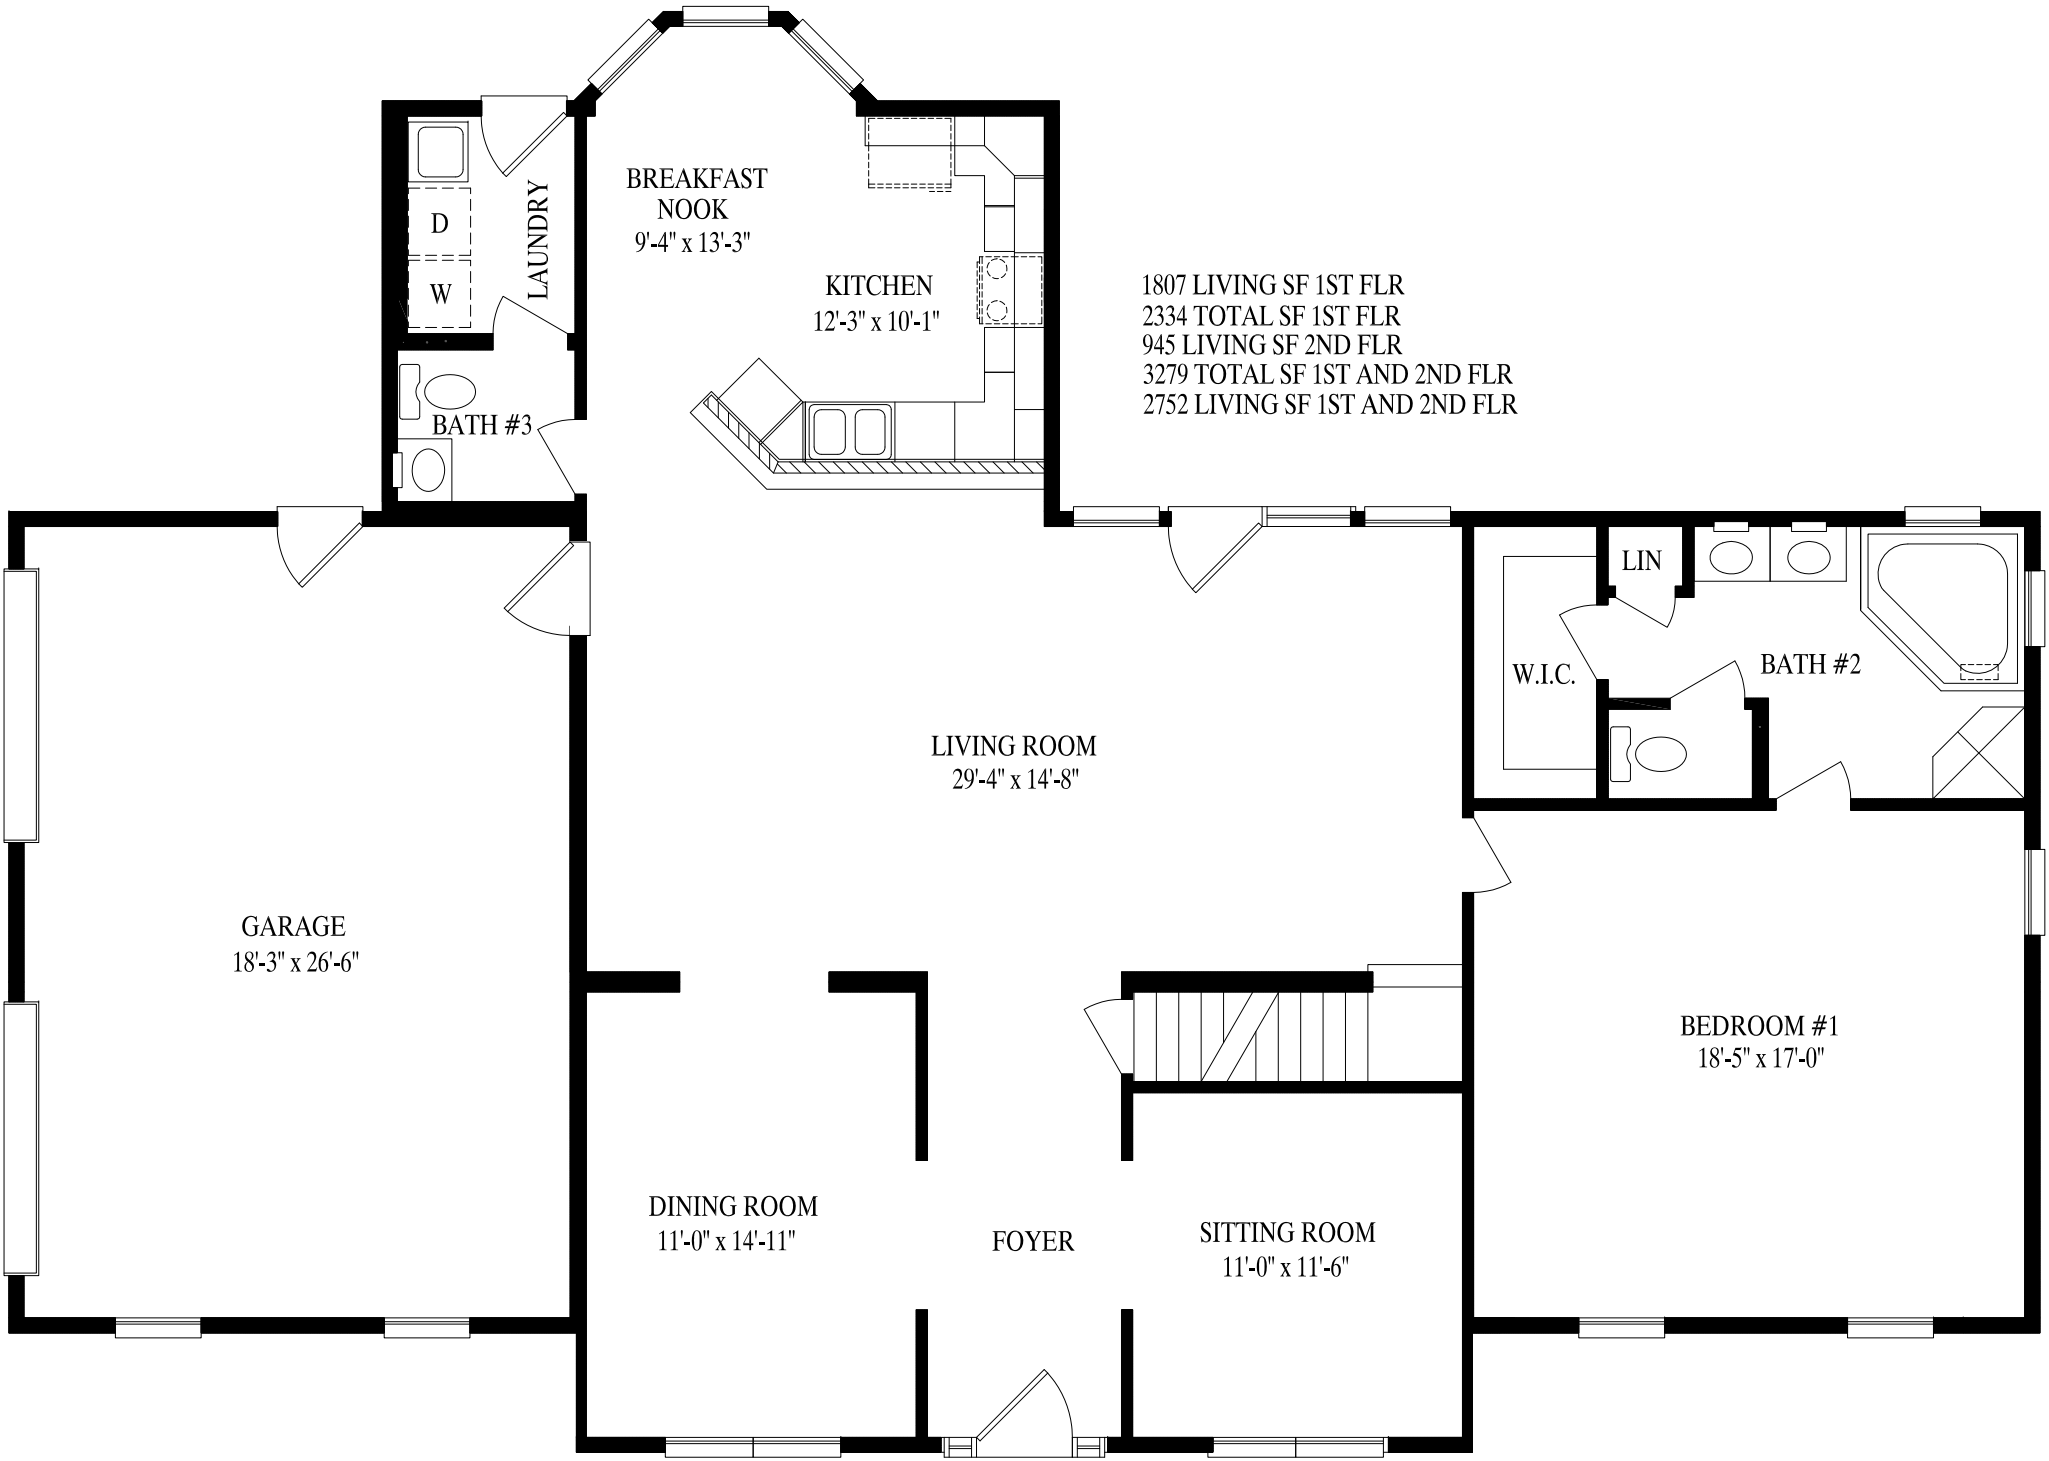 BREAKFAST
NOOK
9'-4" x 13'-3"
D
W
LAUNDRY
KITCHEN
12'-3" x 10'-1"
1807 LIVING SF 1ST FLR
2334 TOTAL SF 1ST FLR
945 LIVING SF 2ND FLR
3279 TOTAL SF 1ST AND 2ND FLR
2752 LIVING SF 1ST AND 2ND FLR
BATH #3
LIN
BATH #2
W.I.C.
LIVING ROOM
29'-4" x 14'-8"
GARAGE
18'-3" x 26'-6"
BEDROOM #1
18'-5" x 17'-0"
DINING ROOM
11'-0" x 14'-11"
FOYER
SITTING ROOM
11'-0" x 11'-6"